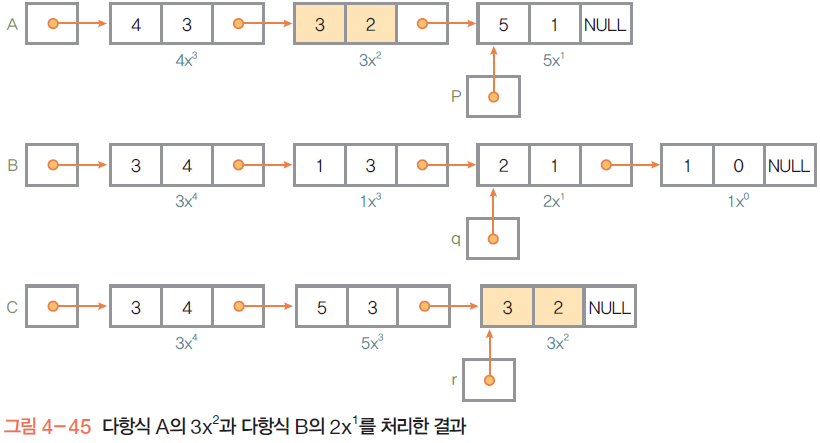 A 4 3 3 2 5 1 NULL
4x³ 3x² 5x¹
P
B 3 4 1 3 2 1 1 0 NULL
3x⁴ 1x³ 2x¹ 1x⁰
q
C 3 4 5 3 3 2 NULL
3x⁴ 5x³ 3x²
r
그림 4-45 다항식 A의 3x²과 다항식 B의 2x¹를 처리한 결과